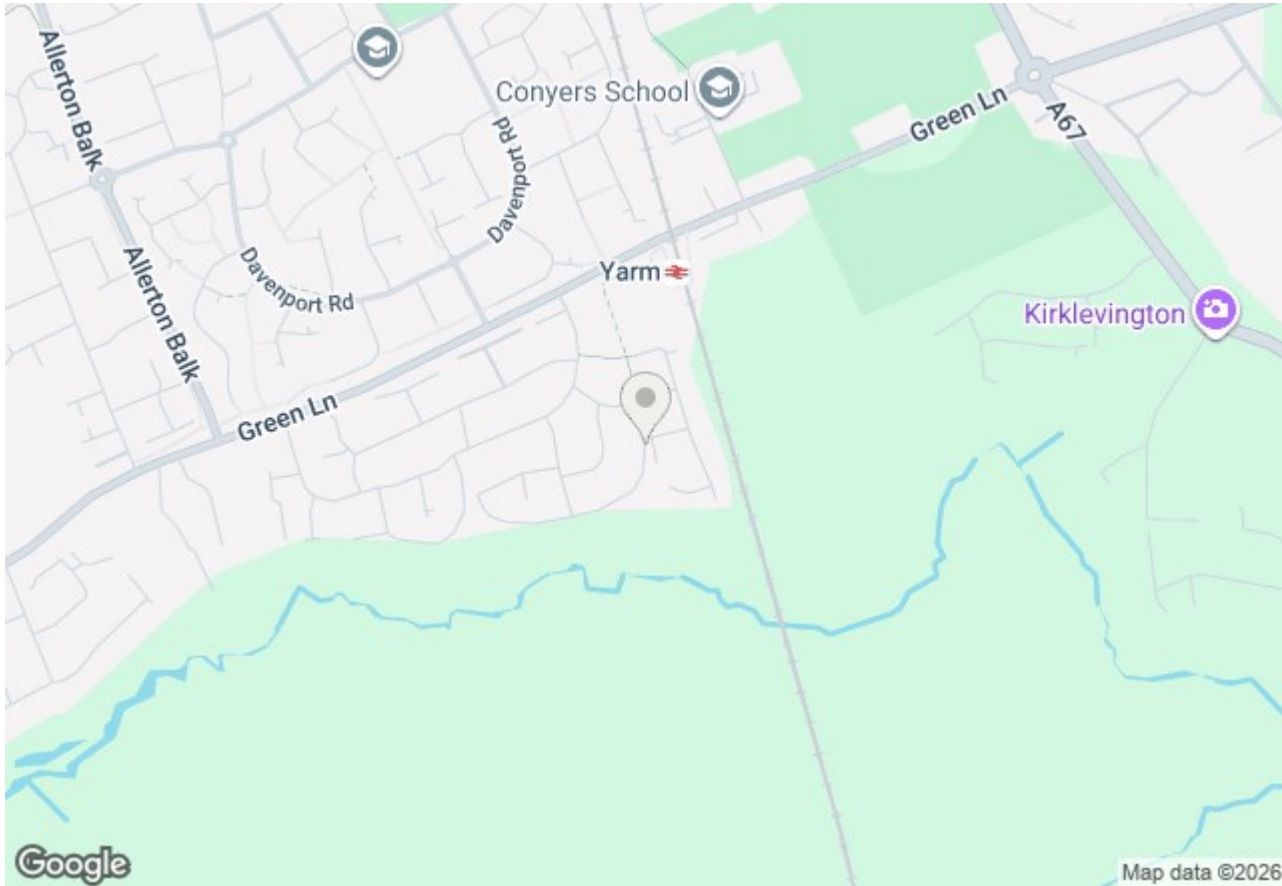 Allerton Balk
Conyers School
Davenport Rd
Green Ln
A67
Allerton Balk
Davenport Rd
Yarm
Kirklevington
Green Ln
Google
Map data ©2026